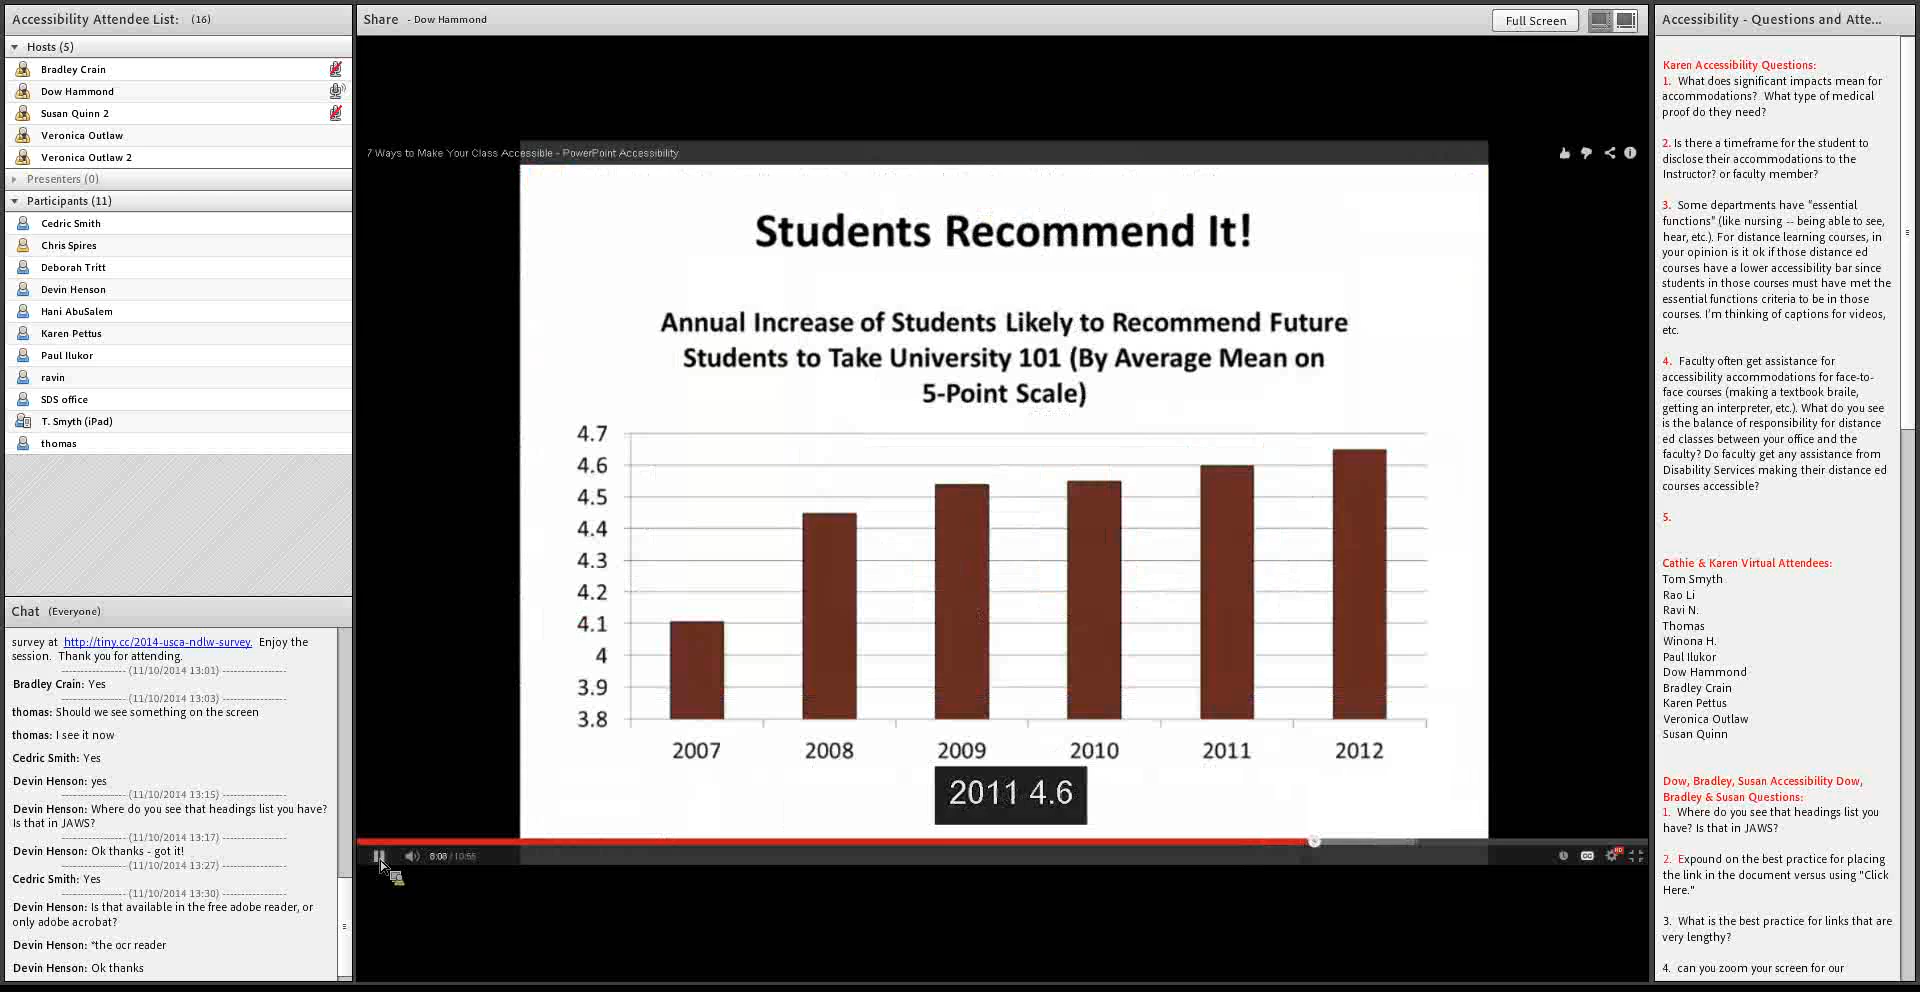 Accessibility Attendee List: (16)
Hosts (5)
Bradley Crain
Dow Hammond
Susan Quinn 2
Veronica Outlaw
Veronica Outlaw 2
Presenters (0)
Participants (11)
Cedric Smith
Chris Spires
Deborah Tritt
Devin Henson
Hani AbuSalem
Karen Pettus
Paul Ilukor
ravin
SDS office
T. Smyth (iPad)
thomas
Chat (Everyone)
survey at http://tiny.cc/2014-usca-ndlw-survey. Enjoy the
session. Thank you for attending.
------------------ (11/10/2014 13:01) ------------------
Bradley Crain: Yes
------------------ (11/10/2014 13:03) ------------------
thomas: Should we see something on the screen
thomas: I see it now
Cedric Smith: Yes
Devin Henson: yes
------------------ (11/10/2014 13:15) ------------------
Devin Henson: Where do you see that headings list you have?
Is that in JAWS?
------------------ (11/10/2014 13:17) ------------------
Devin Henson: Ok thanks - got it!
------------------ (11/10/2014 13:27) ------------------
Cedric Smith: Yes
------------------ (11/10/2014 13:30) ------------------
Devin Henson: Is that available in the free adobe reader, or
only adobe acrobat?
Devin Henson: *the ocr reader
Devin Henson: Ok thanks
Share - Dow Hammond
Full Screen
7 Ways to Make Your Class Accessible - PowerPoint Accessibility
Students Recommend It!
Annual Increase of Students Likely to Recommend Future
Students to Take University 101 (By Average Mean on
5-Point Scale)
4.7
4.6
4.5
4.4
4.3
4.2
4.1
4
3.9
3.8
2007 2008 2009 2010 2011 2012
2011 4.6
8:08 / 10:55
CC
HD
Accessibility - Questions and Atte...
Karen Accessibility Questions:
1. What does significant impacts mean for
accommodations? What type of medical
proof do they need?
2. Is there a timeframe for the student to
disclose their accommodations to the
Instructor? or faculty member?
3. Some departments have "essential
functions" (like nursing -- being able to see,
hear, etc.). For distance learning courses, in
your opinion is it ok if those distance ed
courses have a lower accessibility bar since
students in those courses must have met the
essential functions criteria to be in those
courses. I'm thinking of captions for videos,
etc.
4. Faculty often get assistance for
accessibility accommodations for face-to-
face courses (making a textbook braile,
getting an interpreter, etc.). What do you see
is the balance of responsibility for distance
ed classes between your office and the
faculty? Do faculty get any assistance from
Disability Services making their distance ed
courses accessible?
5.
Cathie & Karen Virtual Attendees:
Tom Smyth
Rao Li
Ravi N.
Thomas
Winona H.
Paul Ilukor
Dow Hammond
Bradley Crain
Karen Pettus
Veronica Outlaw
Susan Quinn
Dow, Bradley, Susan Accessibility Dow,
Bradley & Susan Questions:
1. Where do you see that headings list you
have? Is that in JAWS?
2. Expound on the best practice for placing
the link in the document versus using "Click
Here."
3. What is the best practice for links that are
very lengthy?
4. can you zoom your screen for our